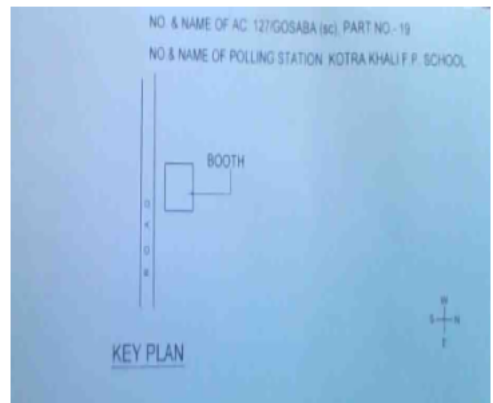 NO. & NAME OF AC. 127/GOSABA (sc), PART NO.- 19
NO.& NAME OF POLLING STATION KOTRA KHALI F.P. SCHOOL
BOOTH
ROAD
W
S N
E
KEY PLAN